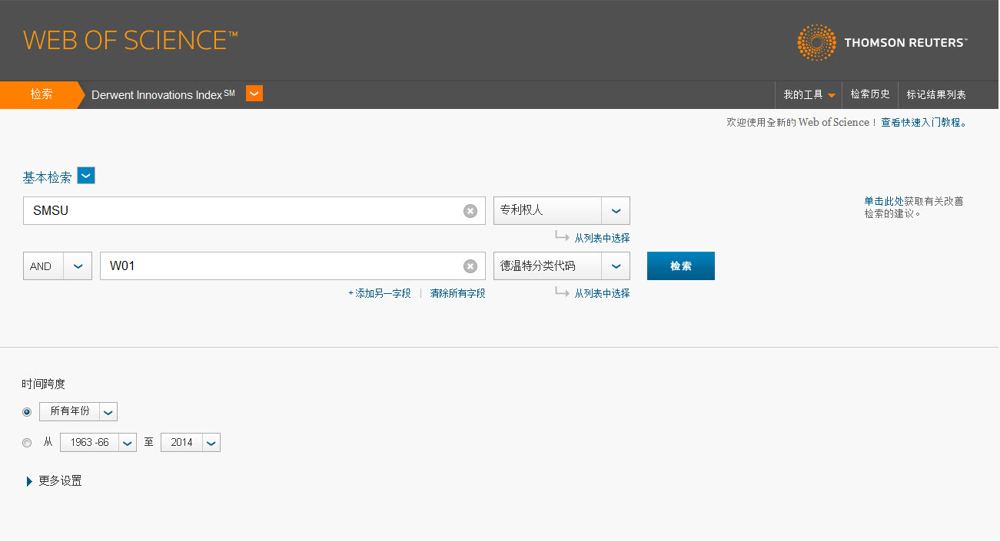 WEB OF SCIENCE™
THOMSON REUTERS™
检索 Derwent Innovations Index℠ 我的工具 检索历史 标记结果列表
欢迎使用全新的 Web of Science！ 查看快速入门教程。
基本检索
SMSU 专利权人
单击此处获取有关改善
检索的建议。
从列表中选择
AND W01 德温特分类代码 检索
+添加另一字段 | 清除所有字段 从列表中选择
时间跨度
所有年份
从 1963 -66 至 2014
更多设置